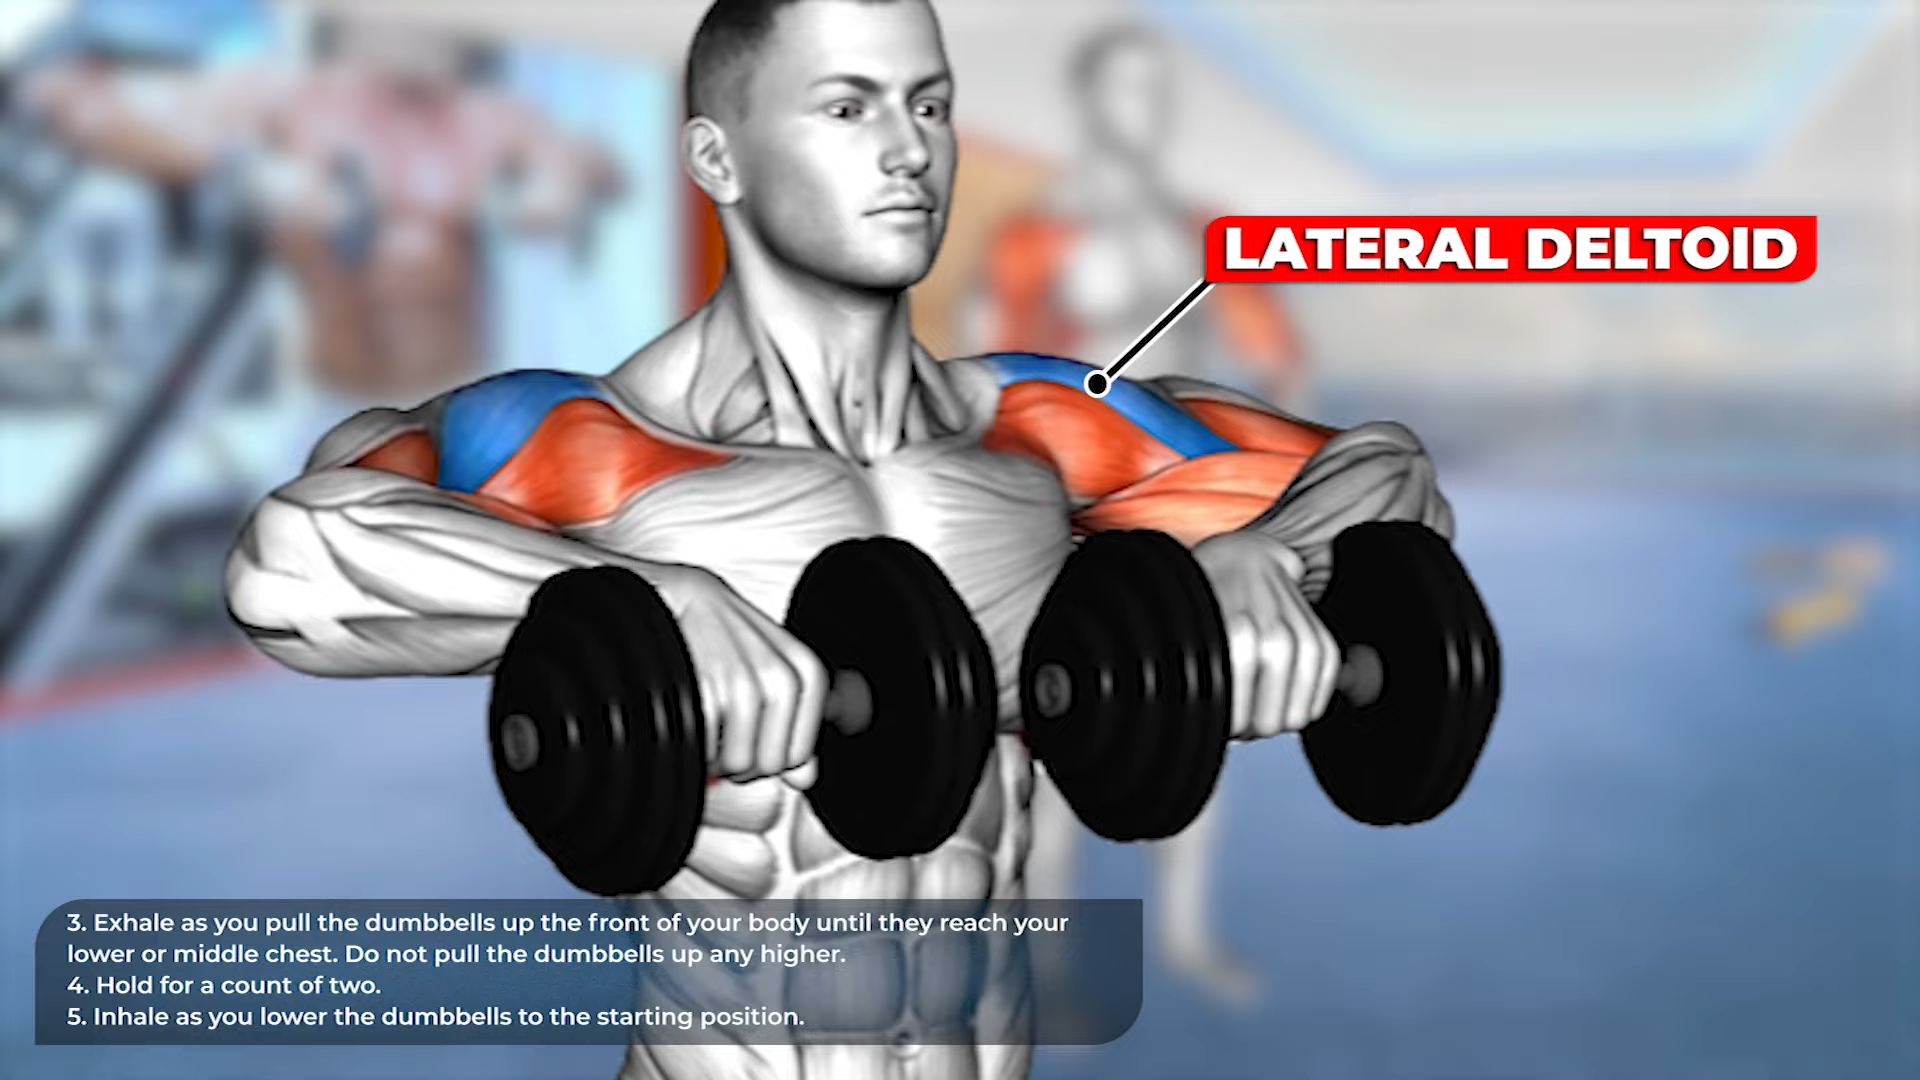 LATERAL DELTOID
3. Exhale as you pull the dumbbells up the front of your body until they reach your
lower or middle chest. Do not pull the dumbbells up any higher.
4. Hold for a count of two.
5. Inhale as you lower the dumbbells to the starting position.